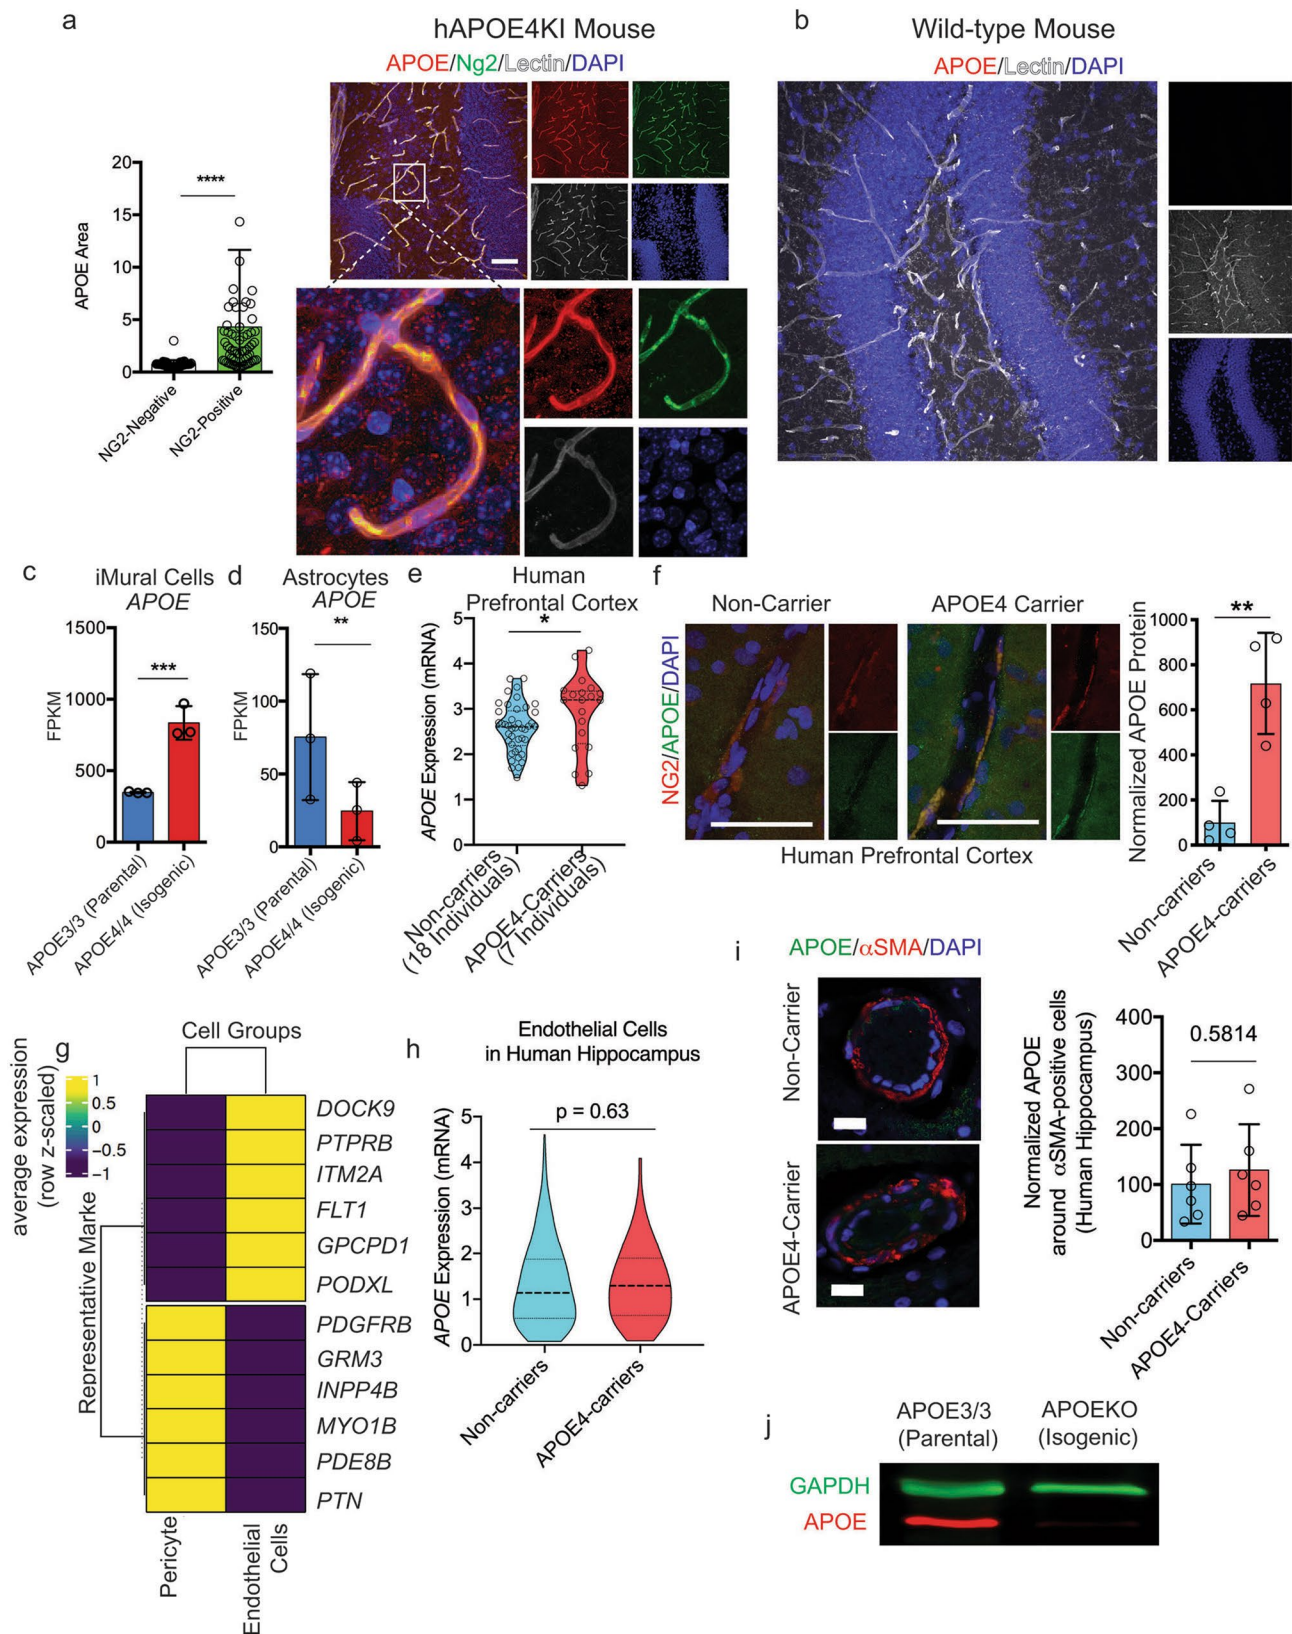 a
hAPOE4KI Mouse
APOE/Ng2/Lectin/DAPI
APOE Area
20
15
10
5
0
****
NG2-Negative
NG2-Positive
b
Wild-type Mouse
APOE/Lectin/DAPI
c
iMural Cells
APOE
FPKM
1500
1000
500
0
***
APOE3/3 (Parental)
APOE4/4 (Isogenic)
d
Astrocytes
APOE
FPKM
150
100
50
0
**
APOE3/3 (Parental)
APOE4/4 (Isogenic)
e
Human
Prefrontal Cortex
APOE Expression (mRNA)
5
4
3
2
1
0
*
Non-carriers
(18 Individuals)
APOE4-Carriers
(7 Individuals)
f
Non-Carrier
APOE4 Carrier
NG2/APOE/DAPI
Human Prefrontal Cortex
Normalized APOE Protein
1000
800
600
400
200
0
**
Non-carriers
APOE4-carriers
g
Cell Groups
average expression
(row z-scaled)
1
0.5
0
−0.5
−1
Representative Marke
DOCK9
PTPRB
ITM2A
FLT1
GPCPD1
PODXL
PDGFRB
GRM3
INPP4B
MYO1B
PDE8B
PTN
Pericyte
Endothelial
Cells
h
Endothelial Cells
in Human Hippocampus
APOE Expression (mRNA)
5
4
3
2
1
0
p = 0.63
Non-carriers
APOE4-carriers
i
APOE/αSMA/DAPI
Non-Carrier
APOE4-Carrier
Normalized APOE
around αSMA-positive cells
(Human Hippocampus)
400
300
200
100
0
0.5814
Non-carriers
APOE4-Carriers
j
APOE3/3
(Parental)
APOEKO
(Isogenic)
GAPDH
APOE